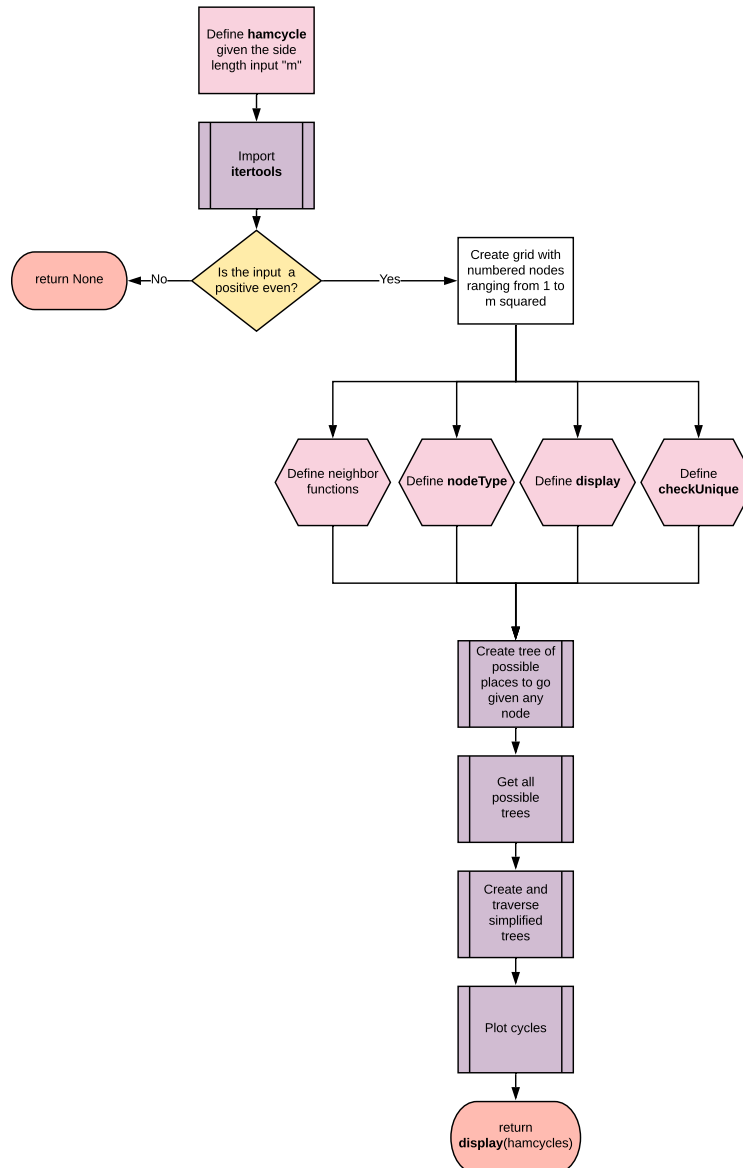 Define hamcycle
given the side
length input "m"
Import
itertools
Is the input a
positive even?
No
return None
Yes
Create grid with
numbered nodes
ranging from 1 to
m squared
Define neighbor
functions
Define nodeType
Define display
Define
checkUnique
Create tree of
possible
places to go
given any
node
Get all
possible
trees
Create and
traverse
simplified
trees
Plot cycles
return
display(hamcycles)